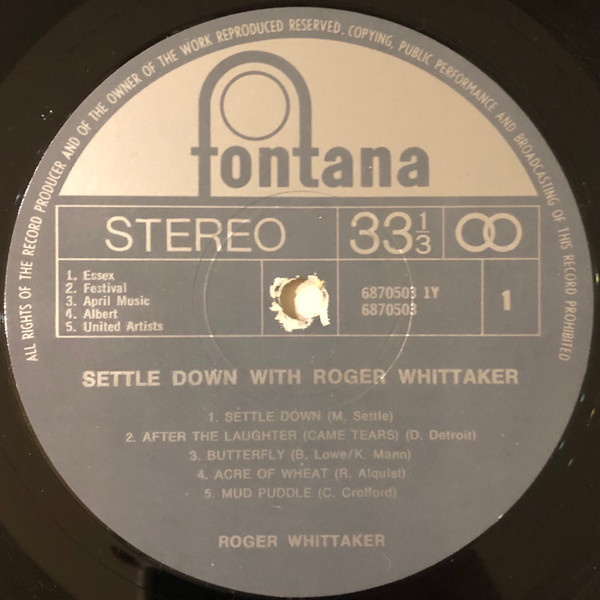 ALL RIGHTS OF THE RECORD PRODUCER AND OF THE OWNER OF THE WORK REPRODUCED RESERVED. COPYING, PUBLIC PERFORMANCE AND BROADCASTING OF THIS RECORD PROHIBITED
fontana
STEREO 33 1/3
1. Essex
2. Festival
3. April Music
4. Albert
5. United Artists
6870503 1Y
6870503
1
SETTLE DOWN WITH ROGER WHITTAKER
1. SETTLE DOWN (M. Settle)
2. AFTER THE LAUGHTER (CAME TEARS) (D. Detroit)
3. BUTTERFLY (B. Lowe/K. Mann)
4. ACRE OF WHEAT (R. Alquist)
5. MUD PUDDLE (C. Crofford)
ROGER WHITTAKER